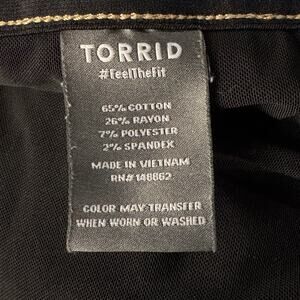 TORRID
#FeelTheFit
65% COTTON
26% RAYON
7% POLYESTER
2% SPANDEX
MADE IN VIETNAM
RN#148862
COLOR MAY TRANSFER
WHEN WORN OR WASHED